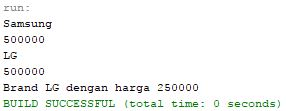 run:
Samsung
500000
LG
500000
Brand LG dengan harga 250000
BUILD SUCCESSFUL (total time: 0 seconds)